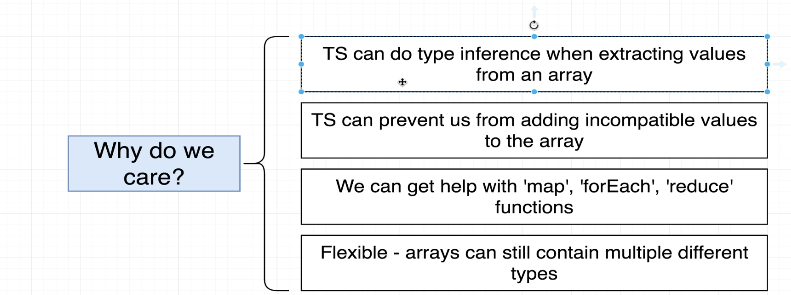 Why do we
care?
TS can do type inference when extracting values
from an array
TS can prevent us from adding incompatible values
to the array
We can get help with 'map', 'forEach', 'reduce'
functions
Flexible - arrays can still contain multiple different
types